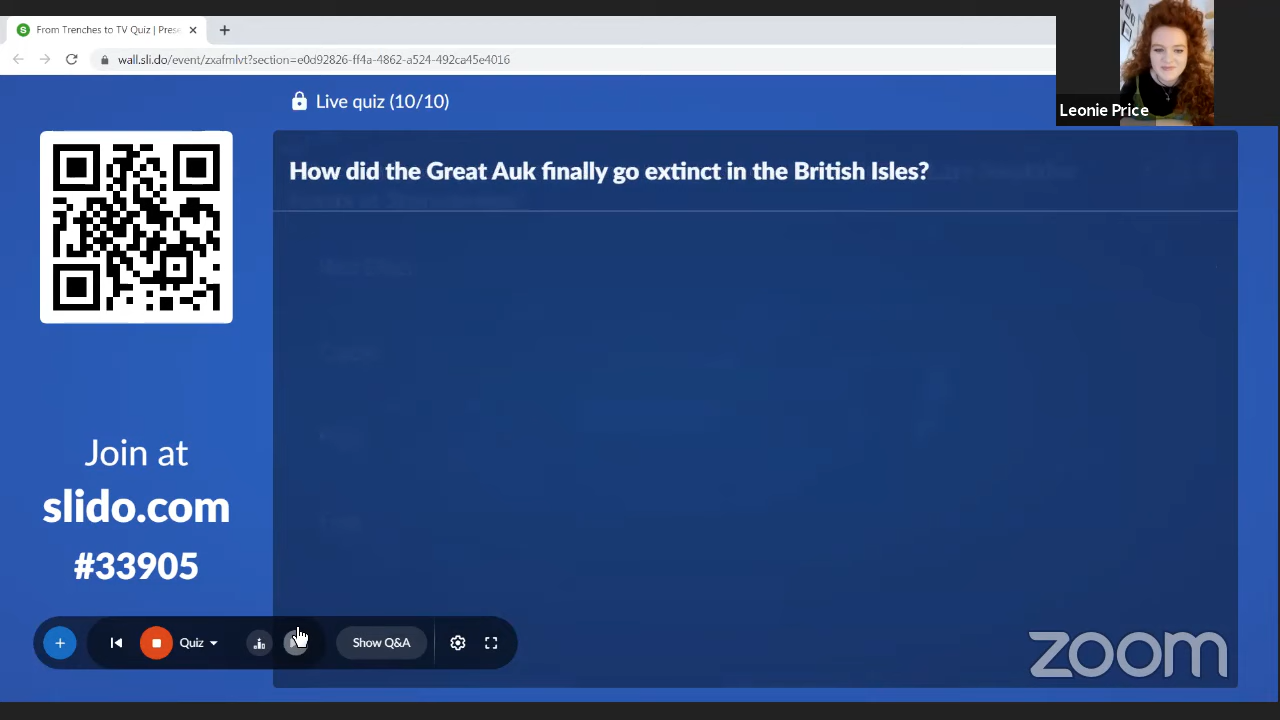 From Trenches to TV Quiz | Pres
wall.sli.do/event/zxafmlvt?section=e0d92826-ff4a-4862-a524-492ca45e4016
Leonie Price
Live quiz (10/10)
How did the Great Auk finally go extinct in the British Isles?
Join at
slido.com
#33905
Quiz
Show Q&A
zoom